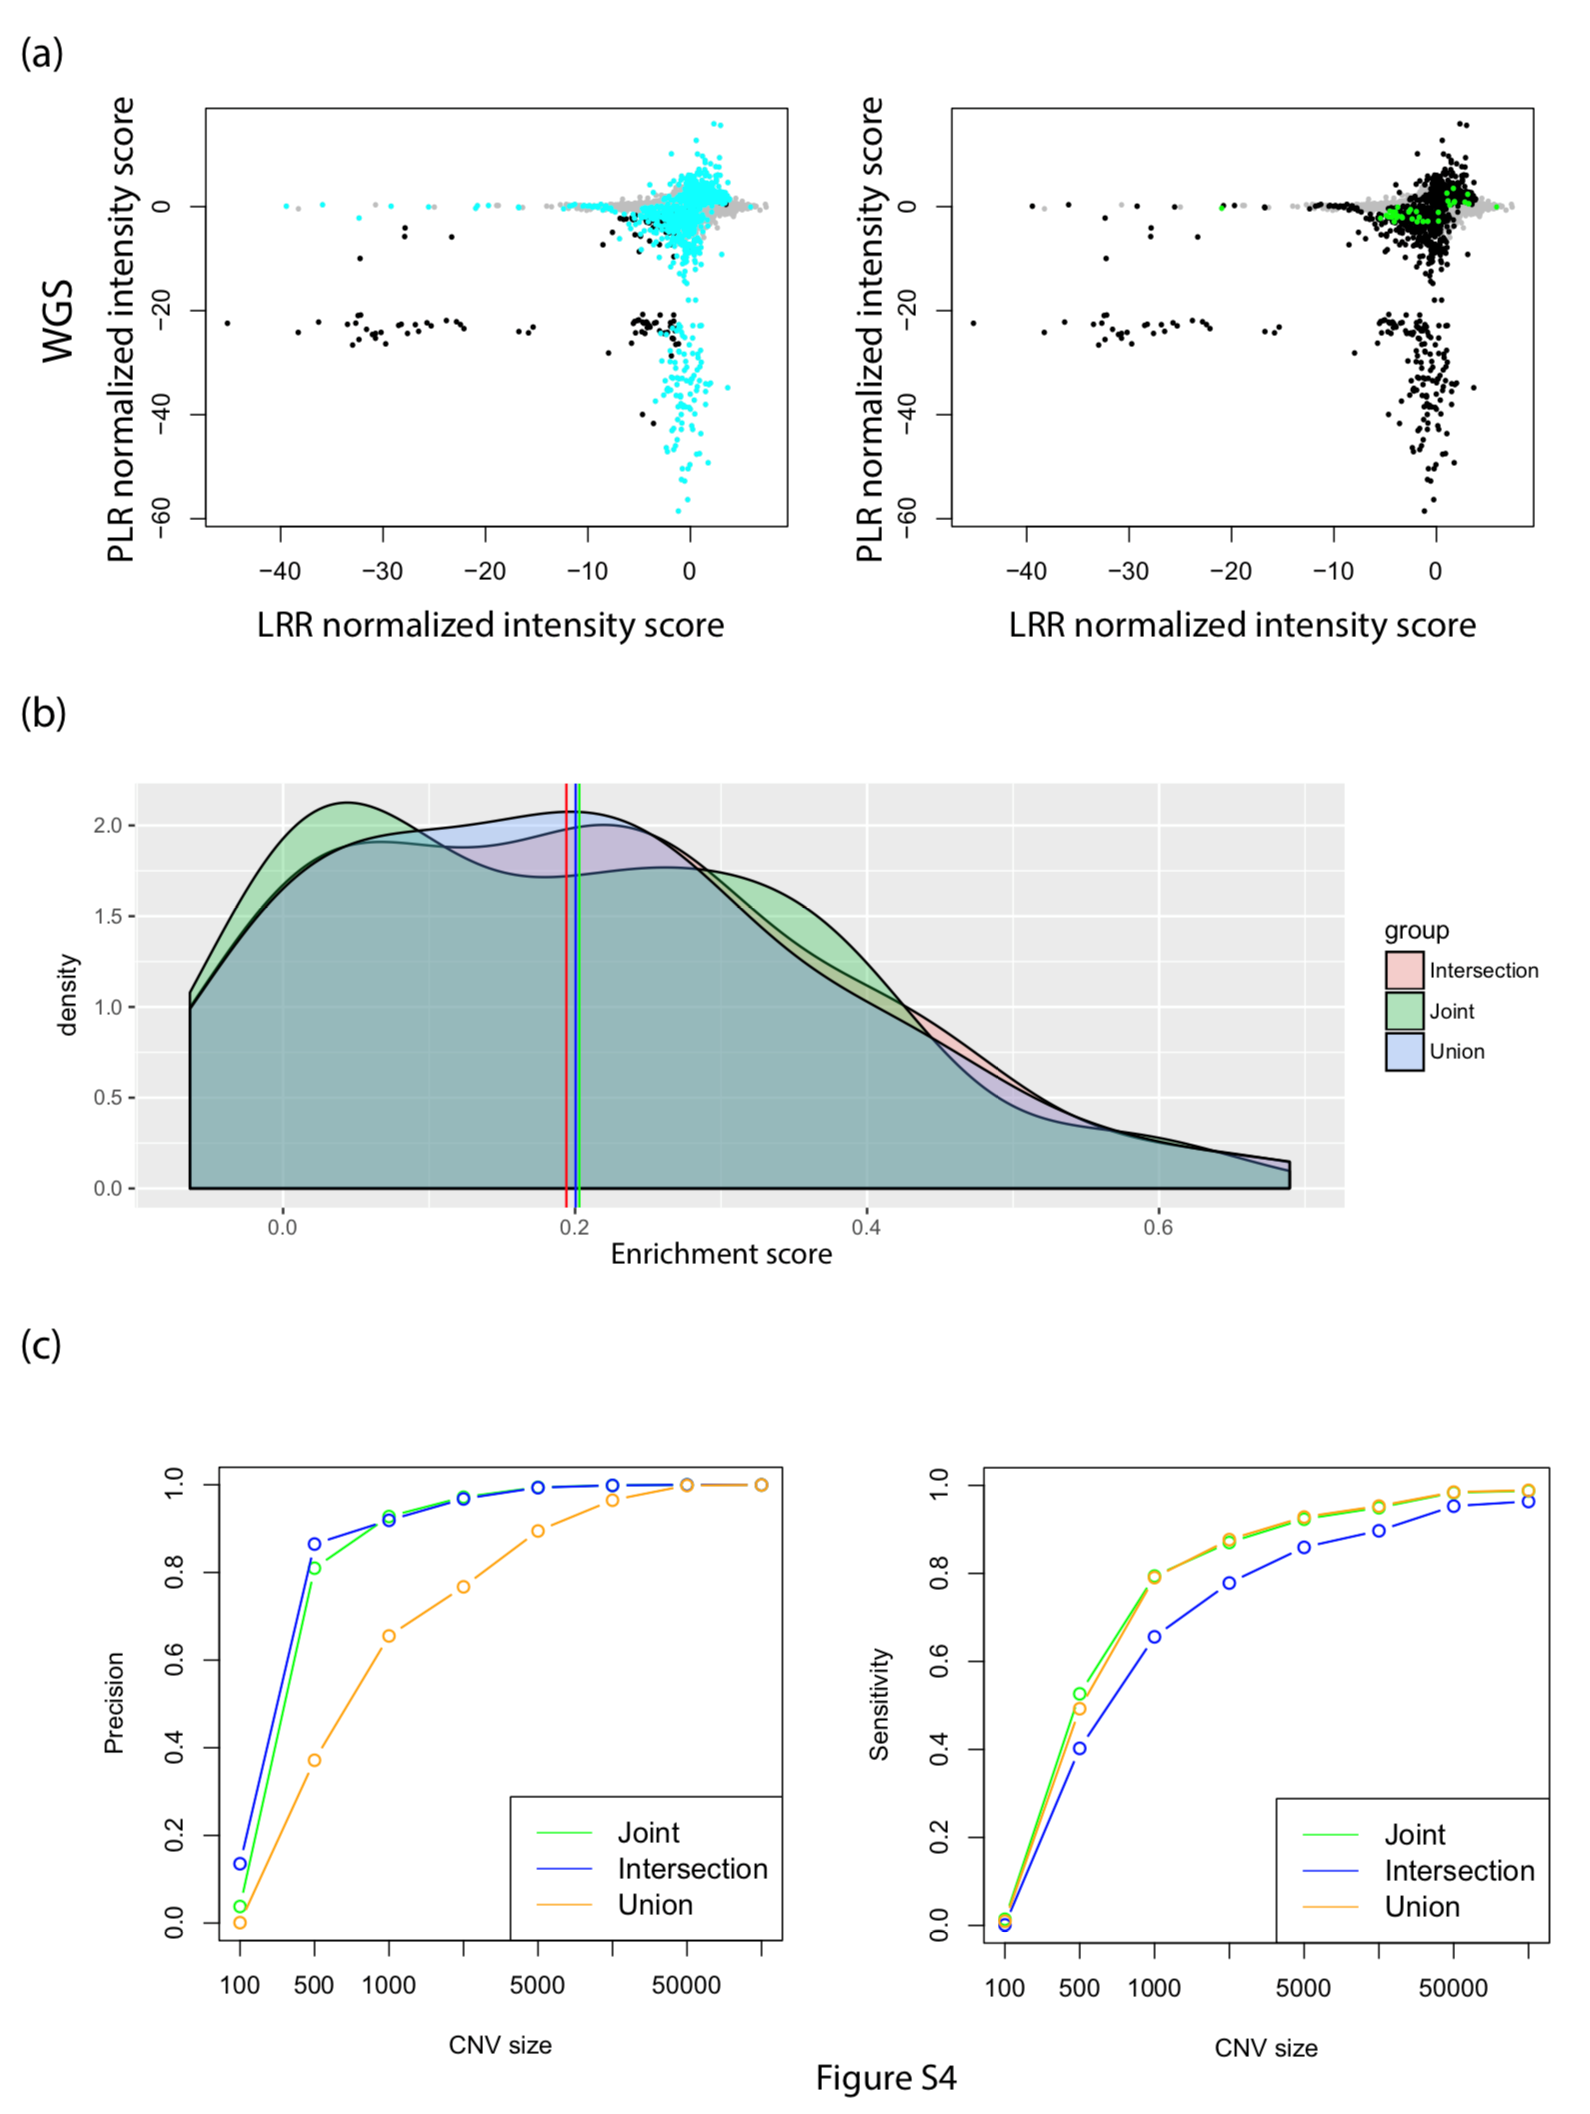 (a)
WGS
PLR normalized intensity score
0
−20
−40
−60
−40 −30 −20 −10 0
LRR normalized intensity score
PLR normalized intensity score
0
−20
−40
−60
−40 −30 −20 −10 0
LRR normalized intensity score
(b)
density
2.0
1.5
1.0
0.5
0.0
0.0 0.2 0.4 0.6
Enrichment score
group
Intersection
Joint
Union
(c)
Precision
1.0
0.8
0.6
0.4
0.2
0.0
Joint
Intersection
Union
100 500 1000 5000 50000
CNV size
Sensitivity
1.0
0.8
0.6
0.4
0.2
0.0
Joint
Intersection
Union
100 500 1000 5000 50000
CNV size
Figure S4